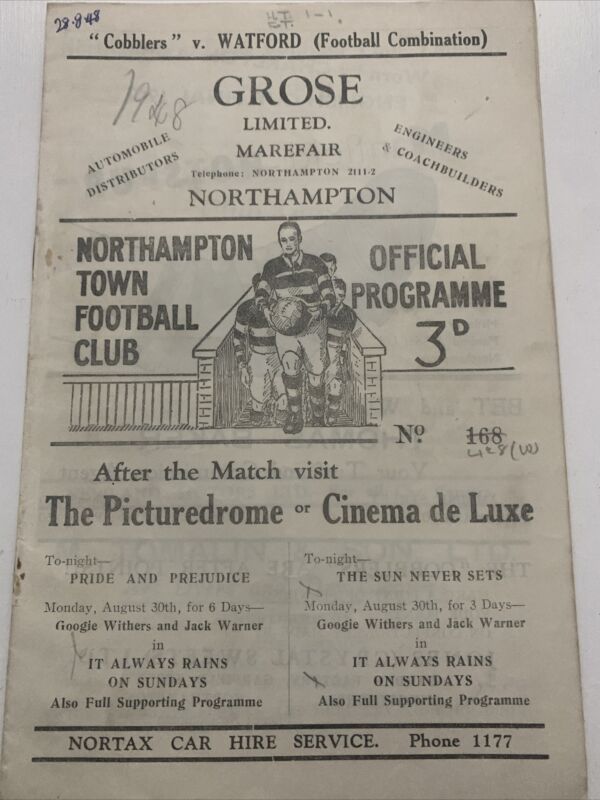 28.8.48
"Cobblers" v. WATFORD (Football Combination)
1948
GROSE
LIMITED.
MAREFAIR
AUTOMOBILE
DISTRIBUTORS
ENGINEERS
& COACHBUILDERS
Telephone: NORTHAMPTON 2111-2
NORTHAMPTON
NORTHAMPTON
TOWN
FOOTBALL
CLUB
OFFICIAL
PROGRAMME
3D
No 168
After the Match visit
The Picturedrome or Cinema de Luxe
To-night—
PRIDE AND PREJUDICE
Monday, August 30th, for 6 Days—
Googie Withers and Jack Warner
in
IT ALWAYS RAINS
ON SUNDAYS
Also Full Supporting Programme
To-night—
THE SUN NEVER SETS
Monday, August 30th, for 3 Days—
Googie Withers and Jack Warner
in
IT ALWAYS RAINS
ON SUNDAYS
Also Full Supporting Programme
NORTAX CAR HIRE SERVICE. Phone 1177